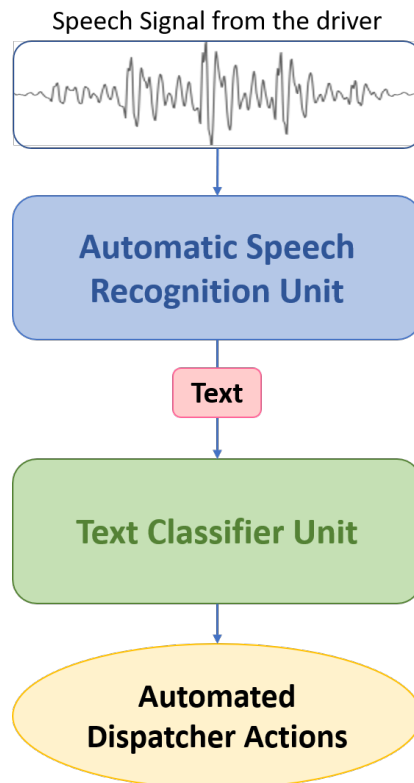 Speech Signal from the driver
Automatic Speech
Recognition Unit
Text
Text Classifier Unit
Automated
Dispatcher Actions